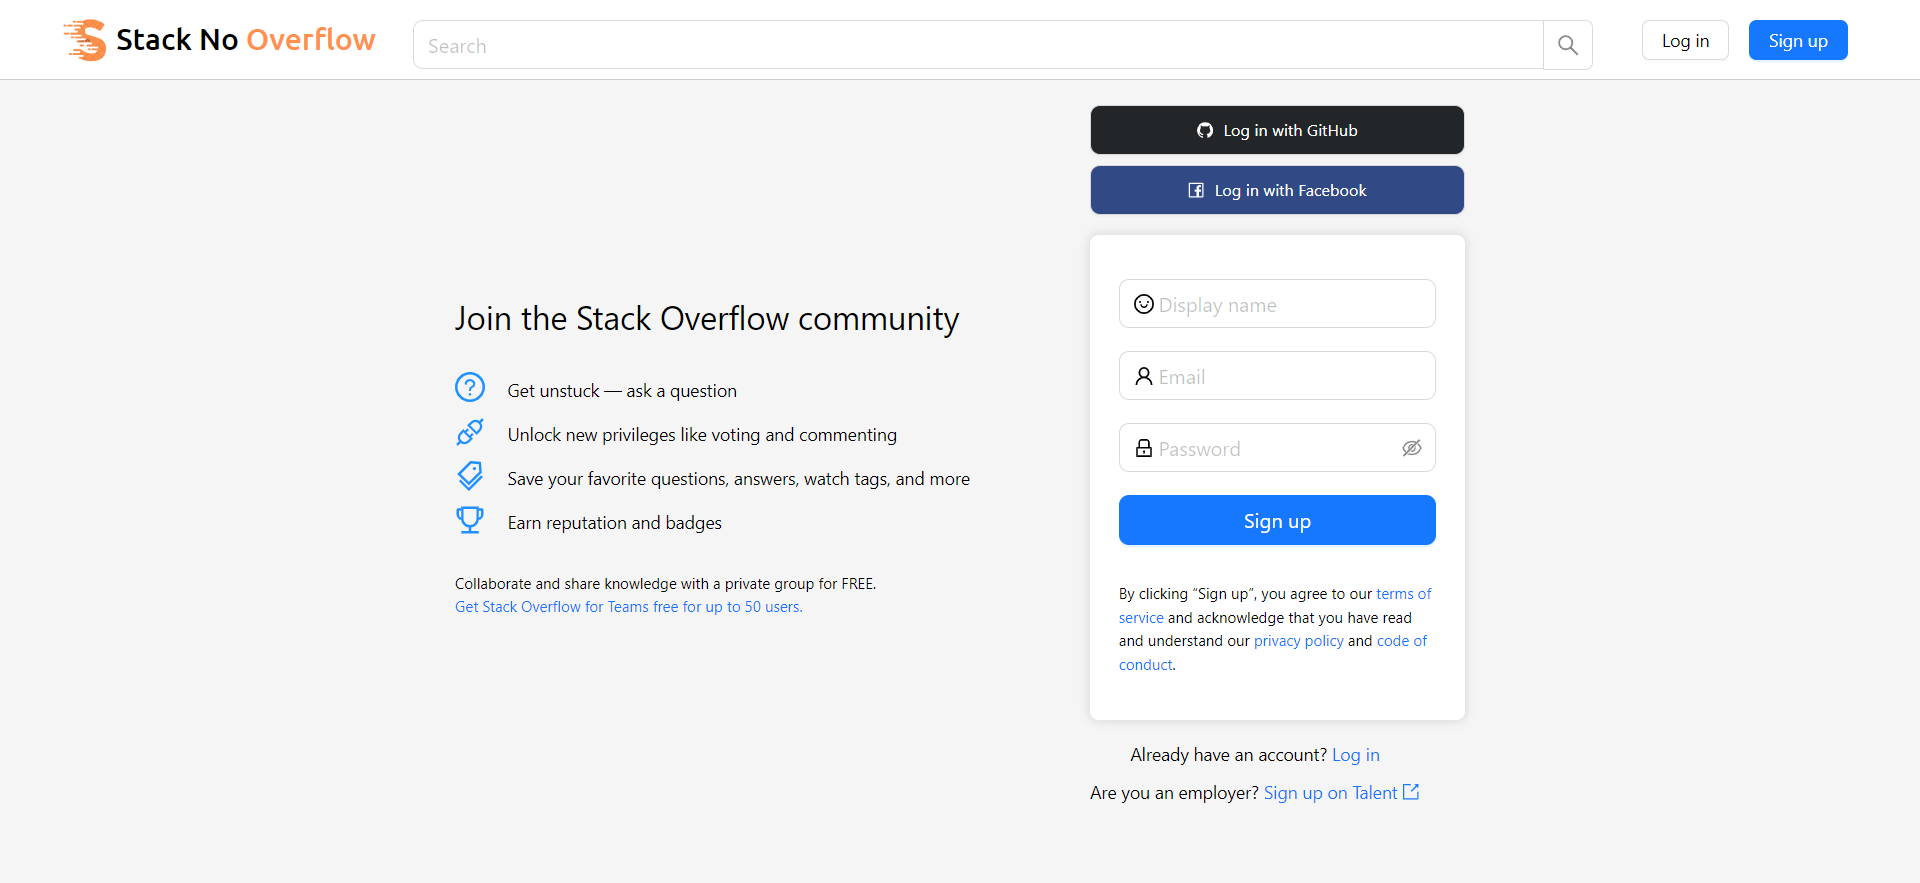 Stack No Overflow
Search
Log in
Sign up
Log in with GitHub
Log in with Facebook
Join the Stack Overflow community
Get unstuck — ask a question
Unlock new privileges like voting and commenting
Save your favorite questions, answers, watch tags, and more
Earn reputation and badges
Collaborate and share knowledge with a private group for FREE.
Get Stack Overflow for Teams free for up to 50 users.
Display name
Email
Password
Sign up
By clicking “Sign up”, you agree to our terms of
service and acknowledge that you have read
and understand our privacy policy and code of
conduct.
Already have an account? Log in
Are you an employer? Sign up on Talent